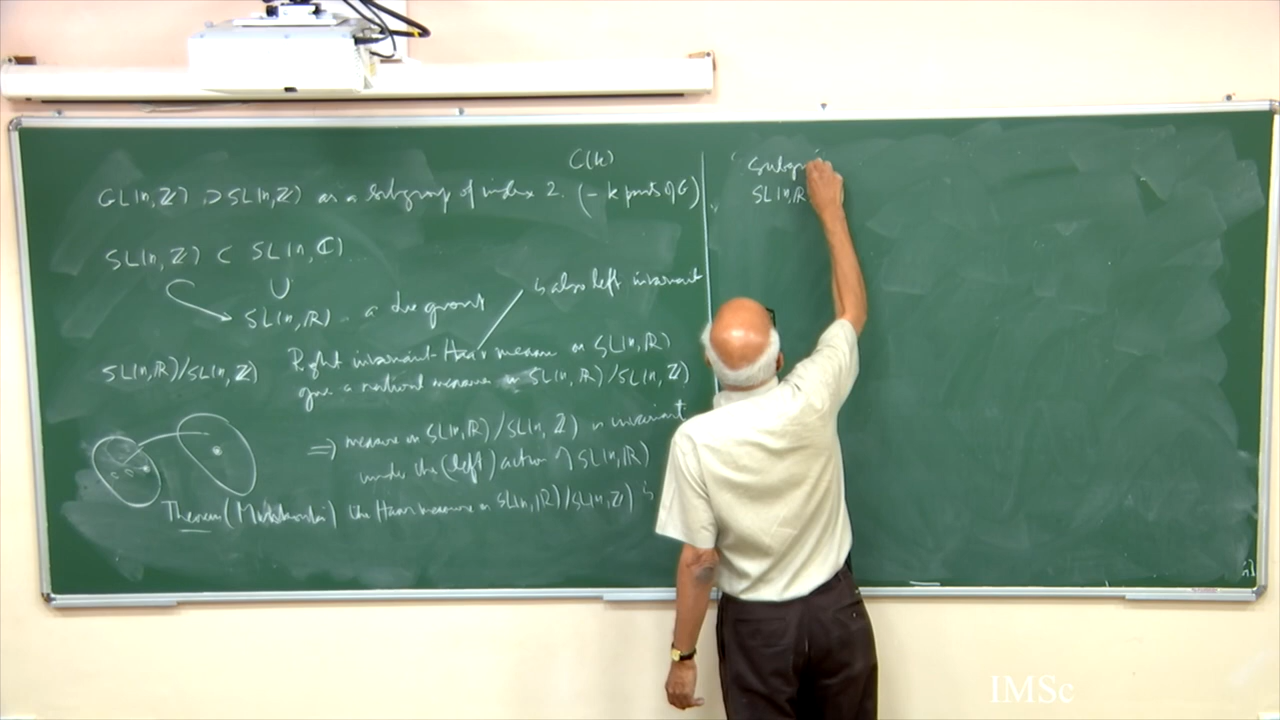 C(k)
GL(n, ℤ) ⊃ SL(n, ℤ) as a subgroup of index 2. (– k points of G)
SL(n, ℤ) ⊂ SL(n, ℂ)
∪
SL(n, ℝ) – a Lie group
is also left invariant
SL(n, ℝ)/SL(n, ℤ)
Right invariant Haar measure on SL(n, ℝ)
give a natural measure on SL(n, ℝ)/SL(n, ℤ)
⇒ measure on SL(n, ℝ)/SL(n, ℤ) is invariant
under the (left) action of SL(n, ℝ)
Theorem the Haar measure on SL(n, ℝ)/SL(n, ℤ) is
SL(n, ℝ
IMSc